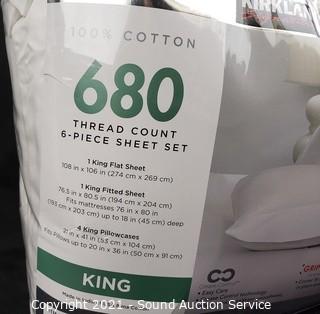 KIRKLAN
100% COTTON
680
THREAD COUNT
6-PIECE SHEET SET
1 King Flat Sheet
108 in x 106 in (274 cm x 269 cm)
1 King Fitted Sheet
76.5 in x 80.5 in (194 cm x 204 cm)
Fits mattresses 76 in x 80 in
(193 cm x 203 cm) up to 18 in (45 cm) deep
4 King Pillowcases
21 in x 41 in (53 cm x 104 cm)
Fits Pillows up to 20 in x 36 in (50 cm x 91 cm)
KING
Easy Care
Copyright 2021 - Sound Auction Service